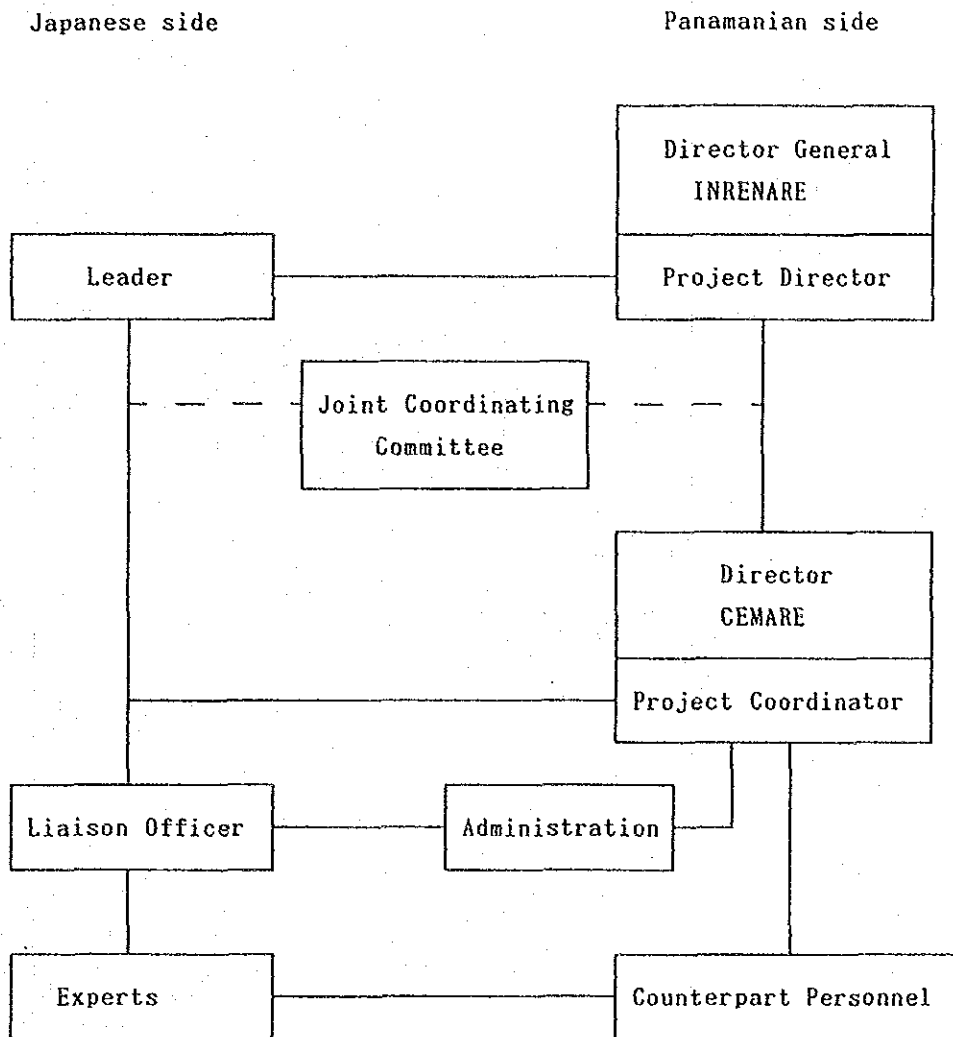 Japanese side
Panamanian side
Director General
INRENARE
Leader
Project Director
Joint Coordinating
Committee
Director
CEMARE
Project Coordinator
Liaison Officer
Administration
Experts
Counterpart Personnel